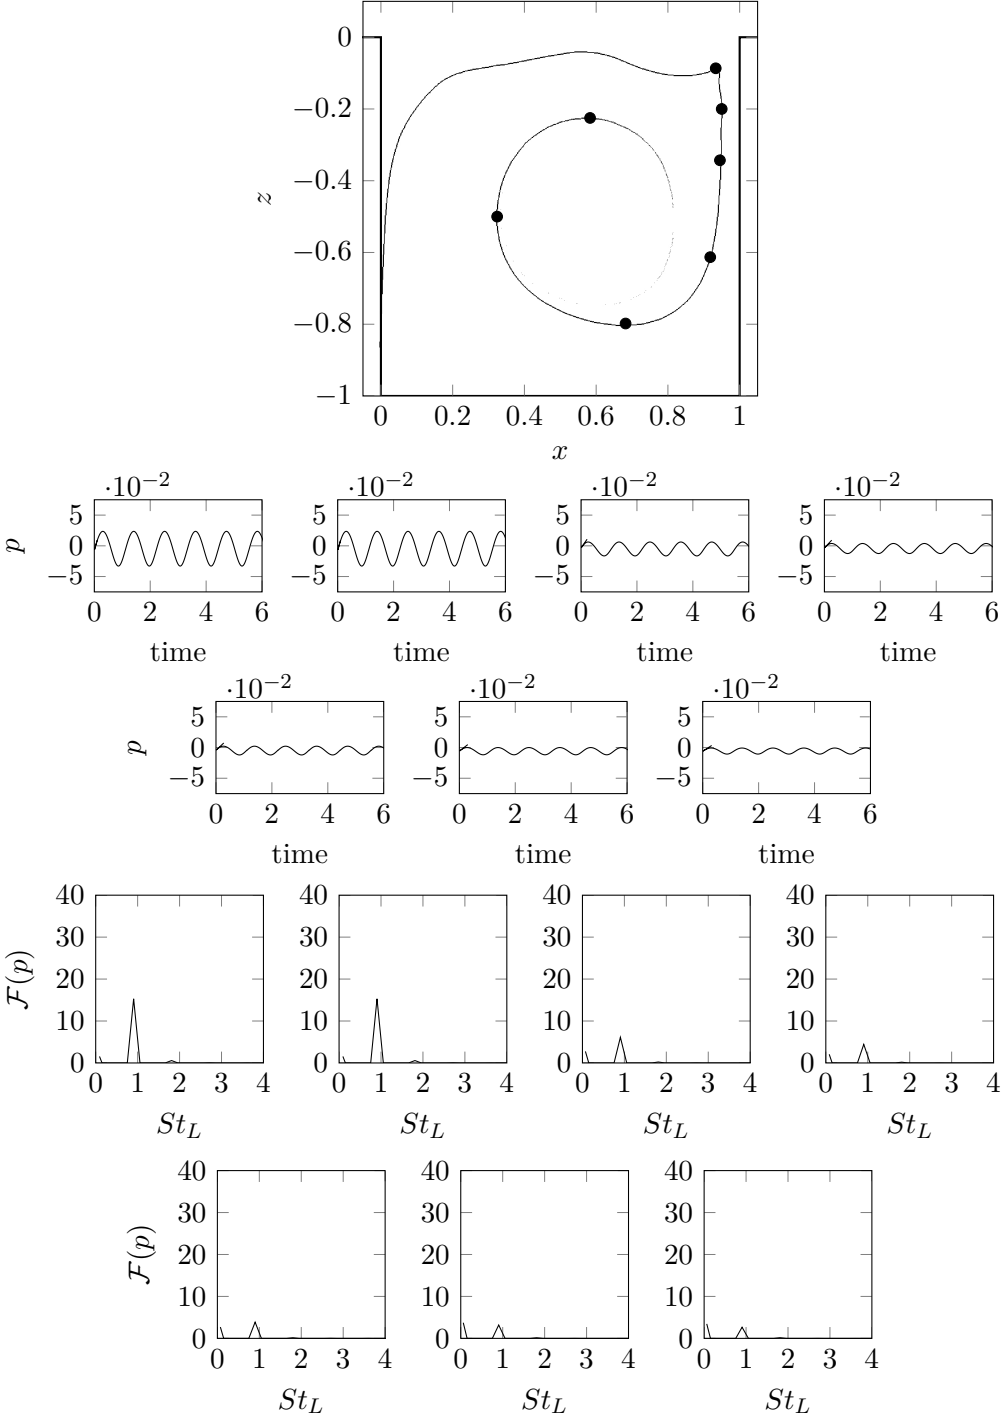 0
−0.2
−0.4
−0.6
−0.8
−1
z
0 0.2 0.4 0.6 0.8 1
x
·10−2 ·10−2 ·10−2 ·10−2
5 5 5 5
p 0 0 0 0
−5 −5 −5 −5
0 2 4 6 0 2 4 6 0 2 4 6 0 2 4 6
time time time time
·10−2 ·10−2 ·10−2
5 5 5
p 0 0 0
−5 −5 −5
0 2 4 6 0 2 4 6 0 2 4 6
time time time
40 40 40 40
30 30 30 30
F(p) 20 20 20 20
10 10 10 10
0 0 0 0
0 1 2 3 4 0 1 2 3 4 0 1 2 3 4 0 1 2 3 4
StL StL StL StL
40 40 40
30 30 30
F(p) 20 20 20
10 10 10
0 0 0
0 1 2 3 4 0 1 2 3 4 0 1 2 3 4
StL StL StL